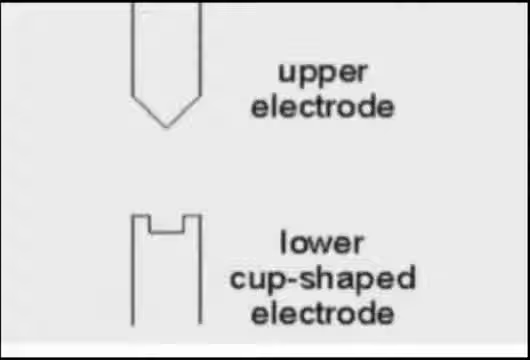 upper
electrode
lower
cup-shaped
electrode